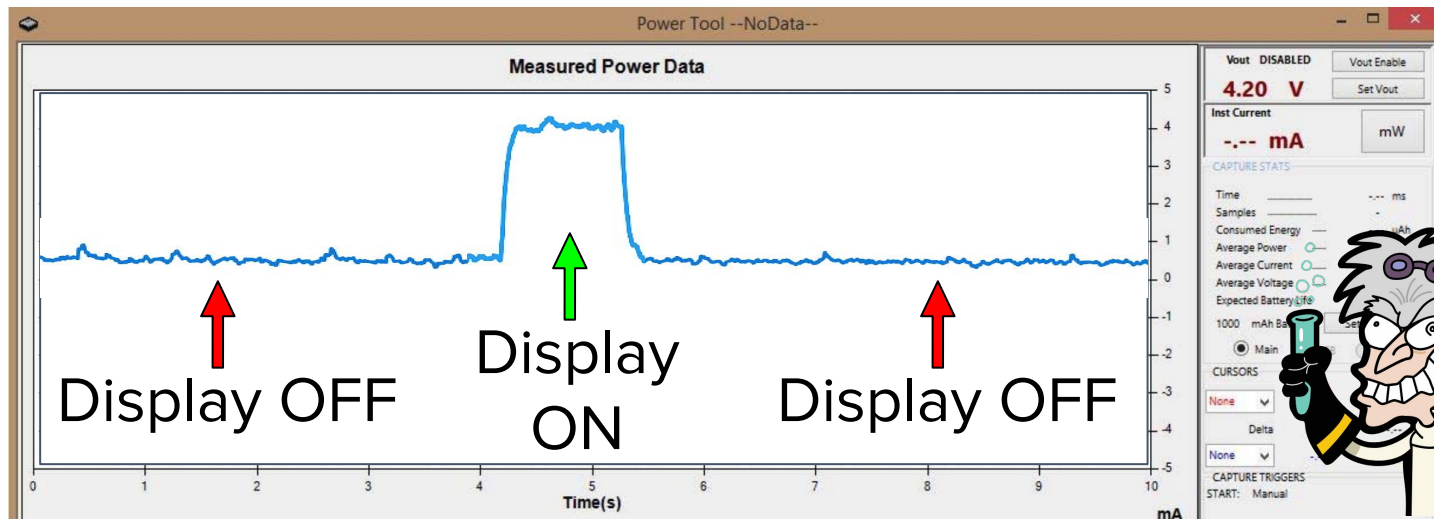 Power Tool --NoData--
Measured Power Data
5
4
3
2
1
0
-1
-2
-3
-4
-5
Display OFF
Display
ON
Display OFF
0 1 2 3 4 5 6 7 8 9 10
Time(s)
mA
Vout DISABLED
Vout Enable
4.20 V
Set Vout
Inst Current
-.-- mA
mW
CAPTURE STATS
Time -.-- ms
Samples -
Consumed Energy uAh
Average Power
Average Current
Average Voltage
Expected Battery Life
1000 mAh
Main
CURSORS
None
Delta
None
CAPTURE TRIGGERS
START: Manual